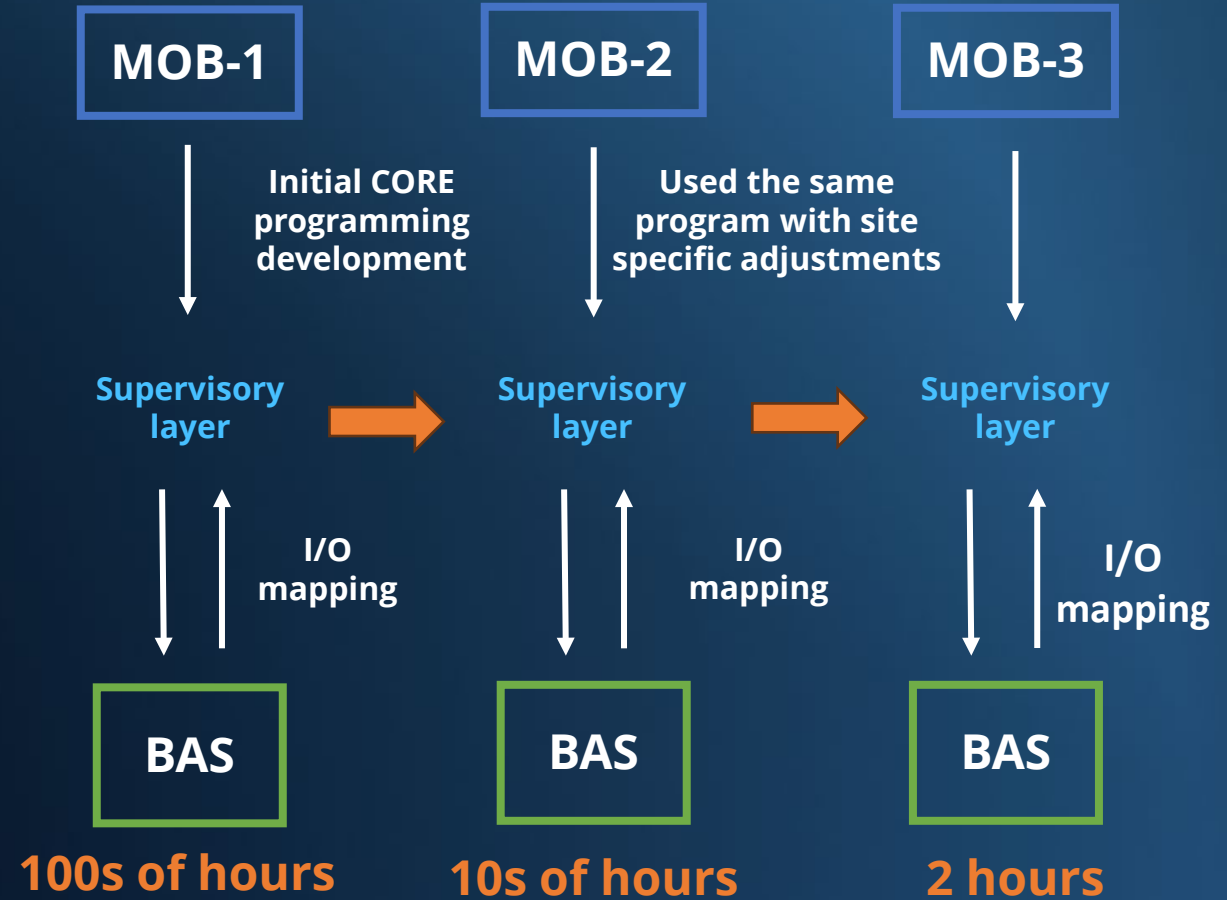 MOB-1
MOB-2
MOB-3
Initial CORE
programming
development
Used the same
program with site
specific adjustments
Supervisory
layer
Supervisory
layer
Supervisory
layer
I/O
mapping
I/O
mapping
I/O
mapping
BAS
BAS
BAS
100s of hours
10s of hours
2 hours